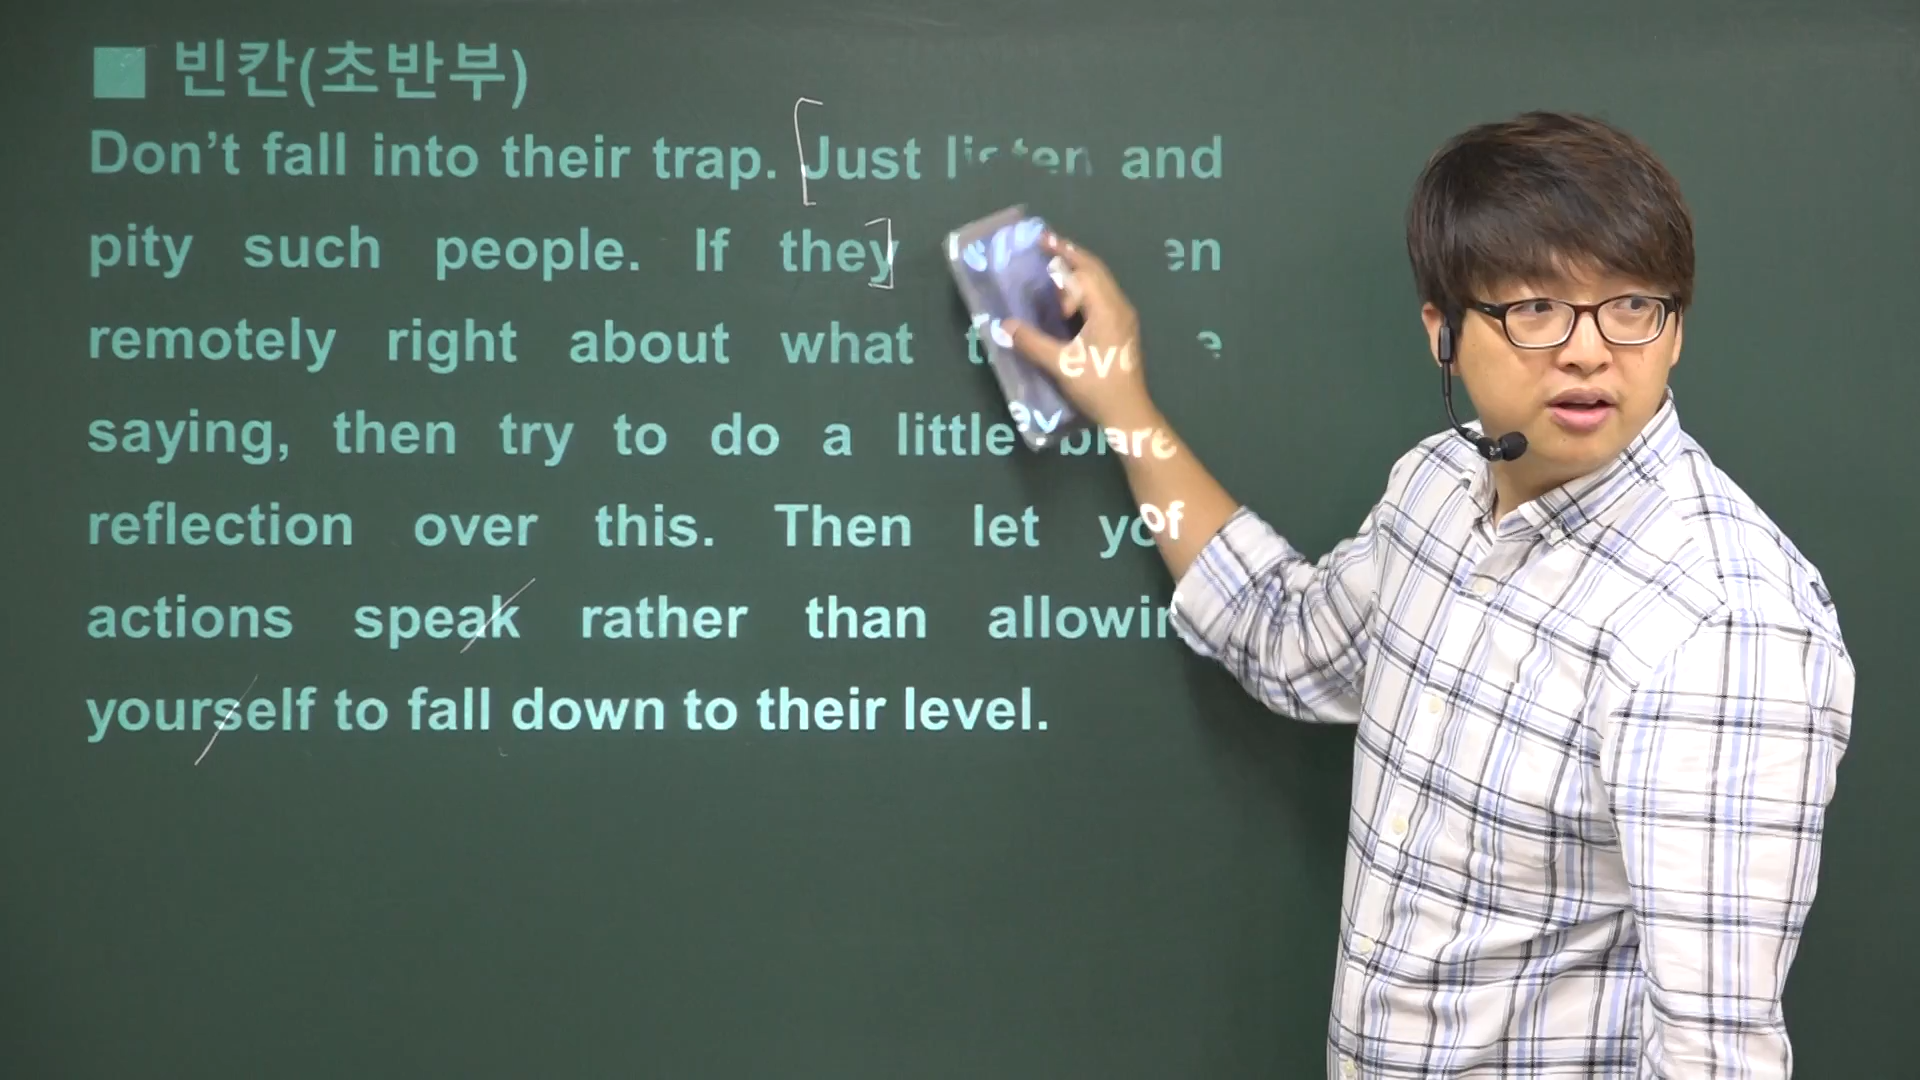 ■ 빈칸(초반부)
Don't fall into their trap. Just listen and
pity such people. If they
remotely right about what
saying, then try to do a little
reflection over this. Then let
actions speak rather than
yourself to fall down to their level.